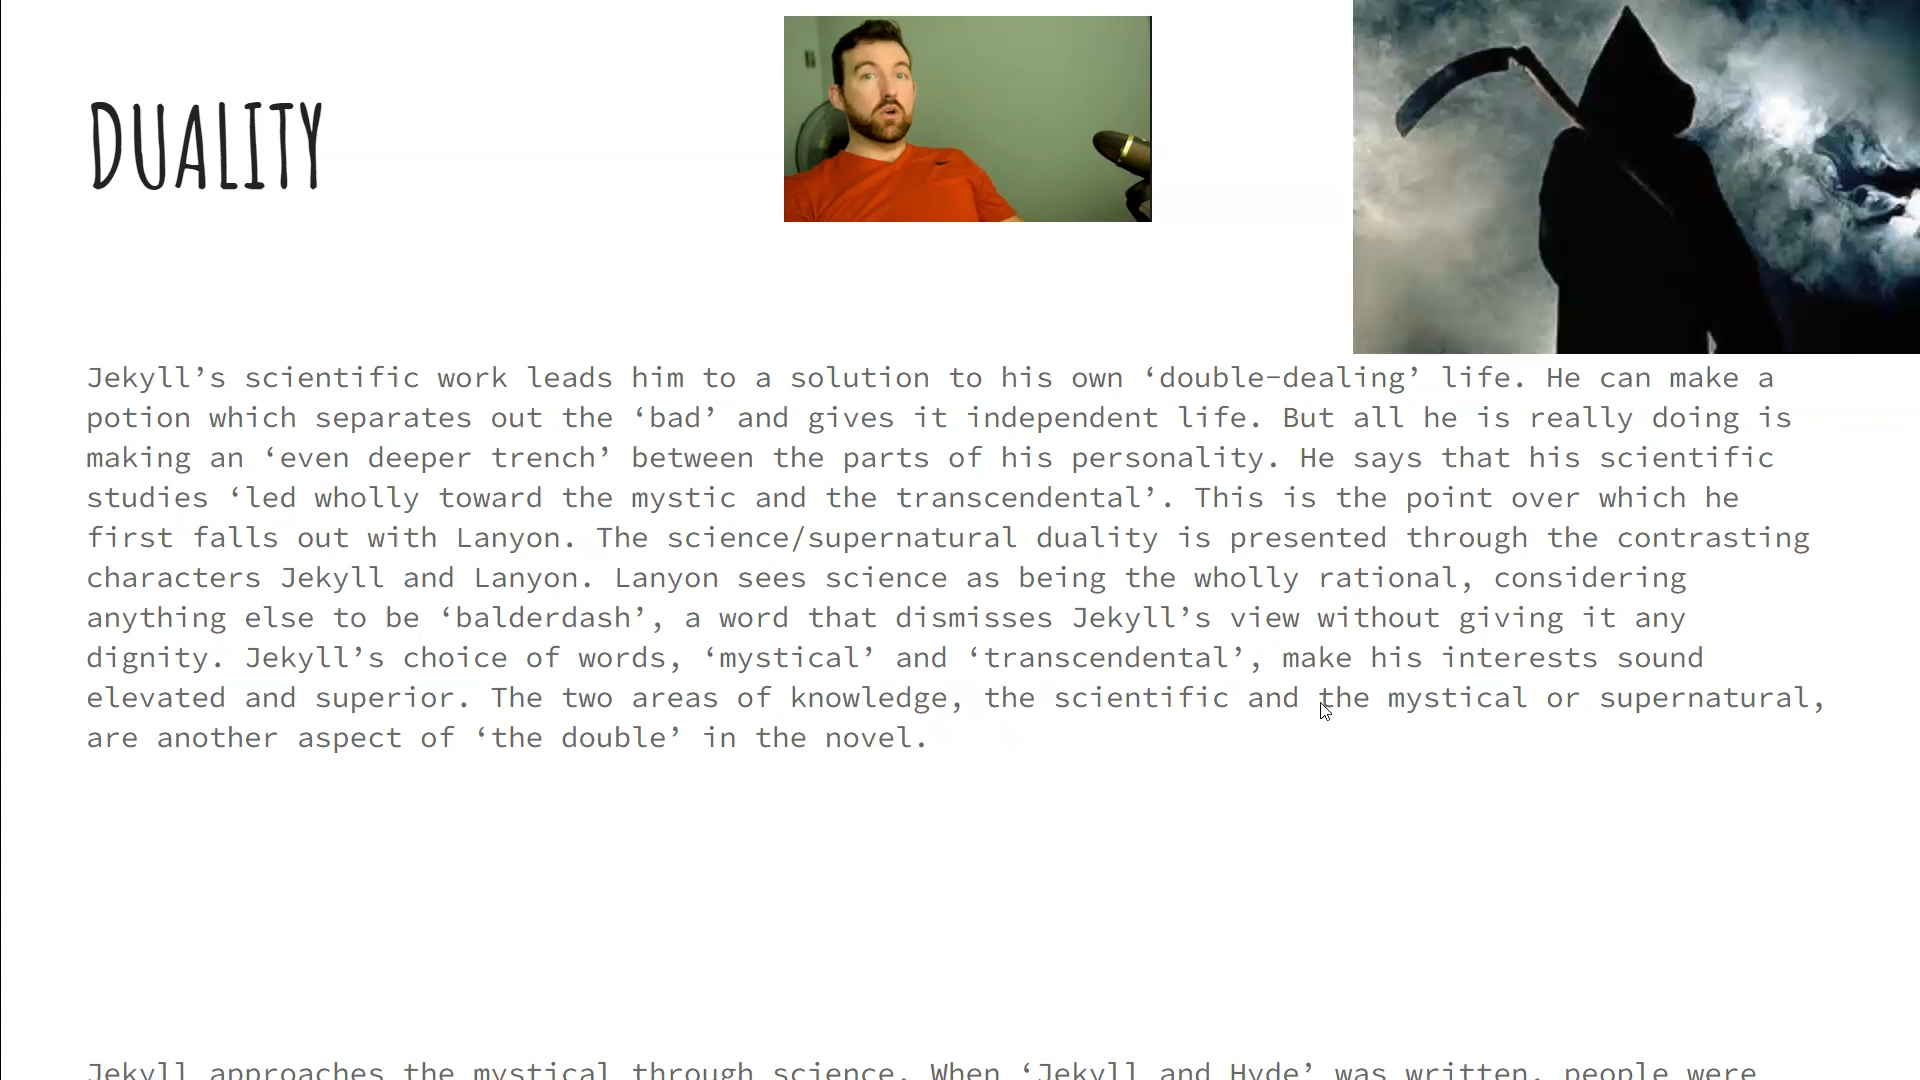 DUALITY
Jekyll’s scientific work leads him to a solution to his own ‘double-dealing’ life. He can make a
potion which separates out the ‘bad’ and gives it independent life. But all he is really doing is
making an ‘even deeper trench’ between the parts of his personality. He says that his scientific
studies ‘led wholly toward the mystic and the transcendental’. This is the point over which he
first falls out with Lanyon. The science/supernatural duality is presented through the contrasting
characters Jekyll and Lanyon. Lanyon sees science as being the wholly rational, considering
anything else to be ‘balderdash’, a word that dismisses Jekyll’s view without giving it any
dignity. Jekyll’s choice of words, ‘mystical’ and ‘transcendental’, make his interests sound
elevated and superior. The two areas of knowledge, the scientific and the mystical or supernatural,
are another aspect of ‘the double’ in the novel.
Jekyll approaches the mystical through science. When ‘Jekyll and Hyde’ was written, people were